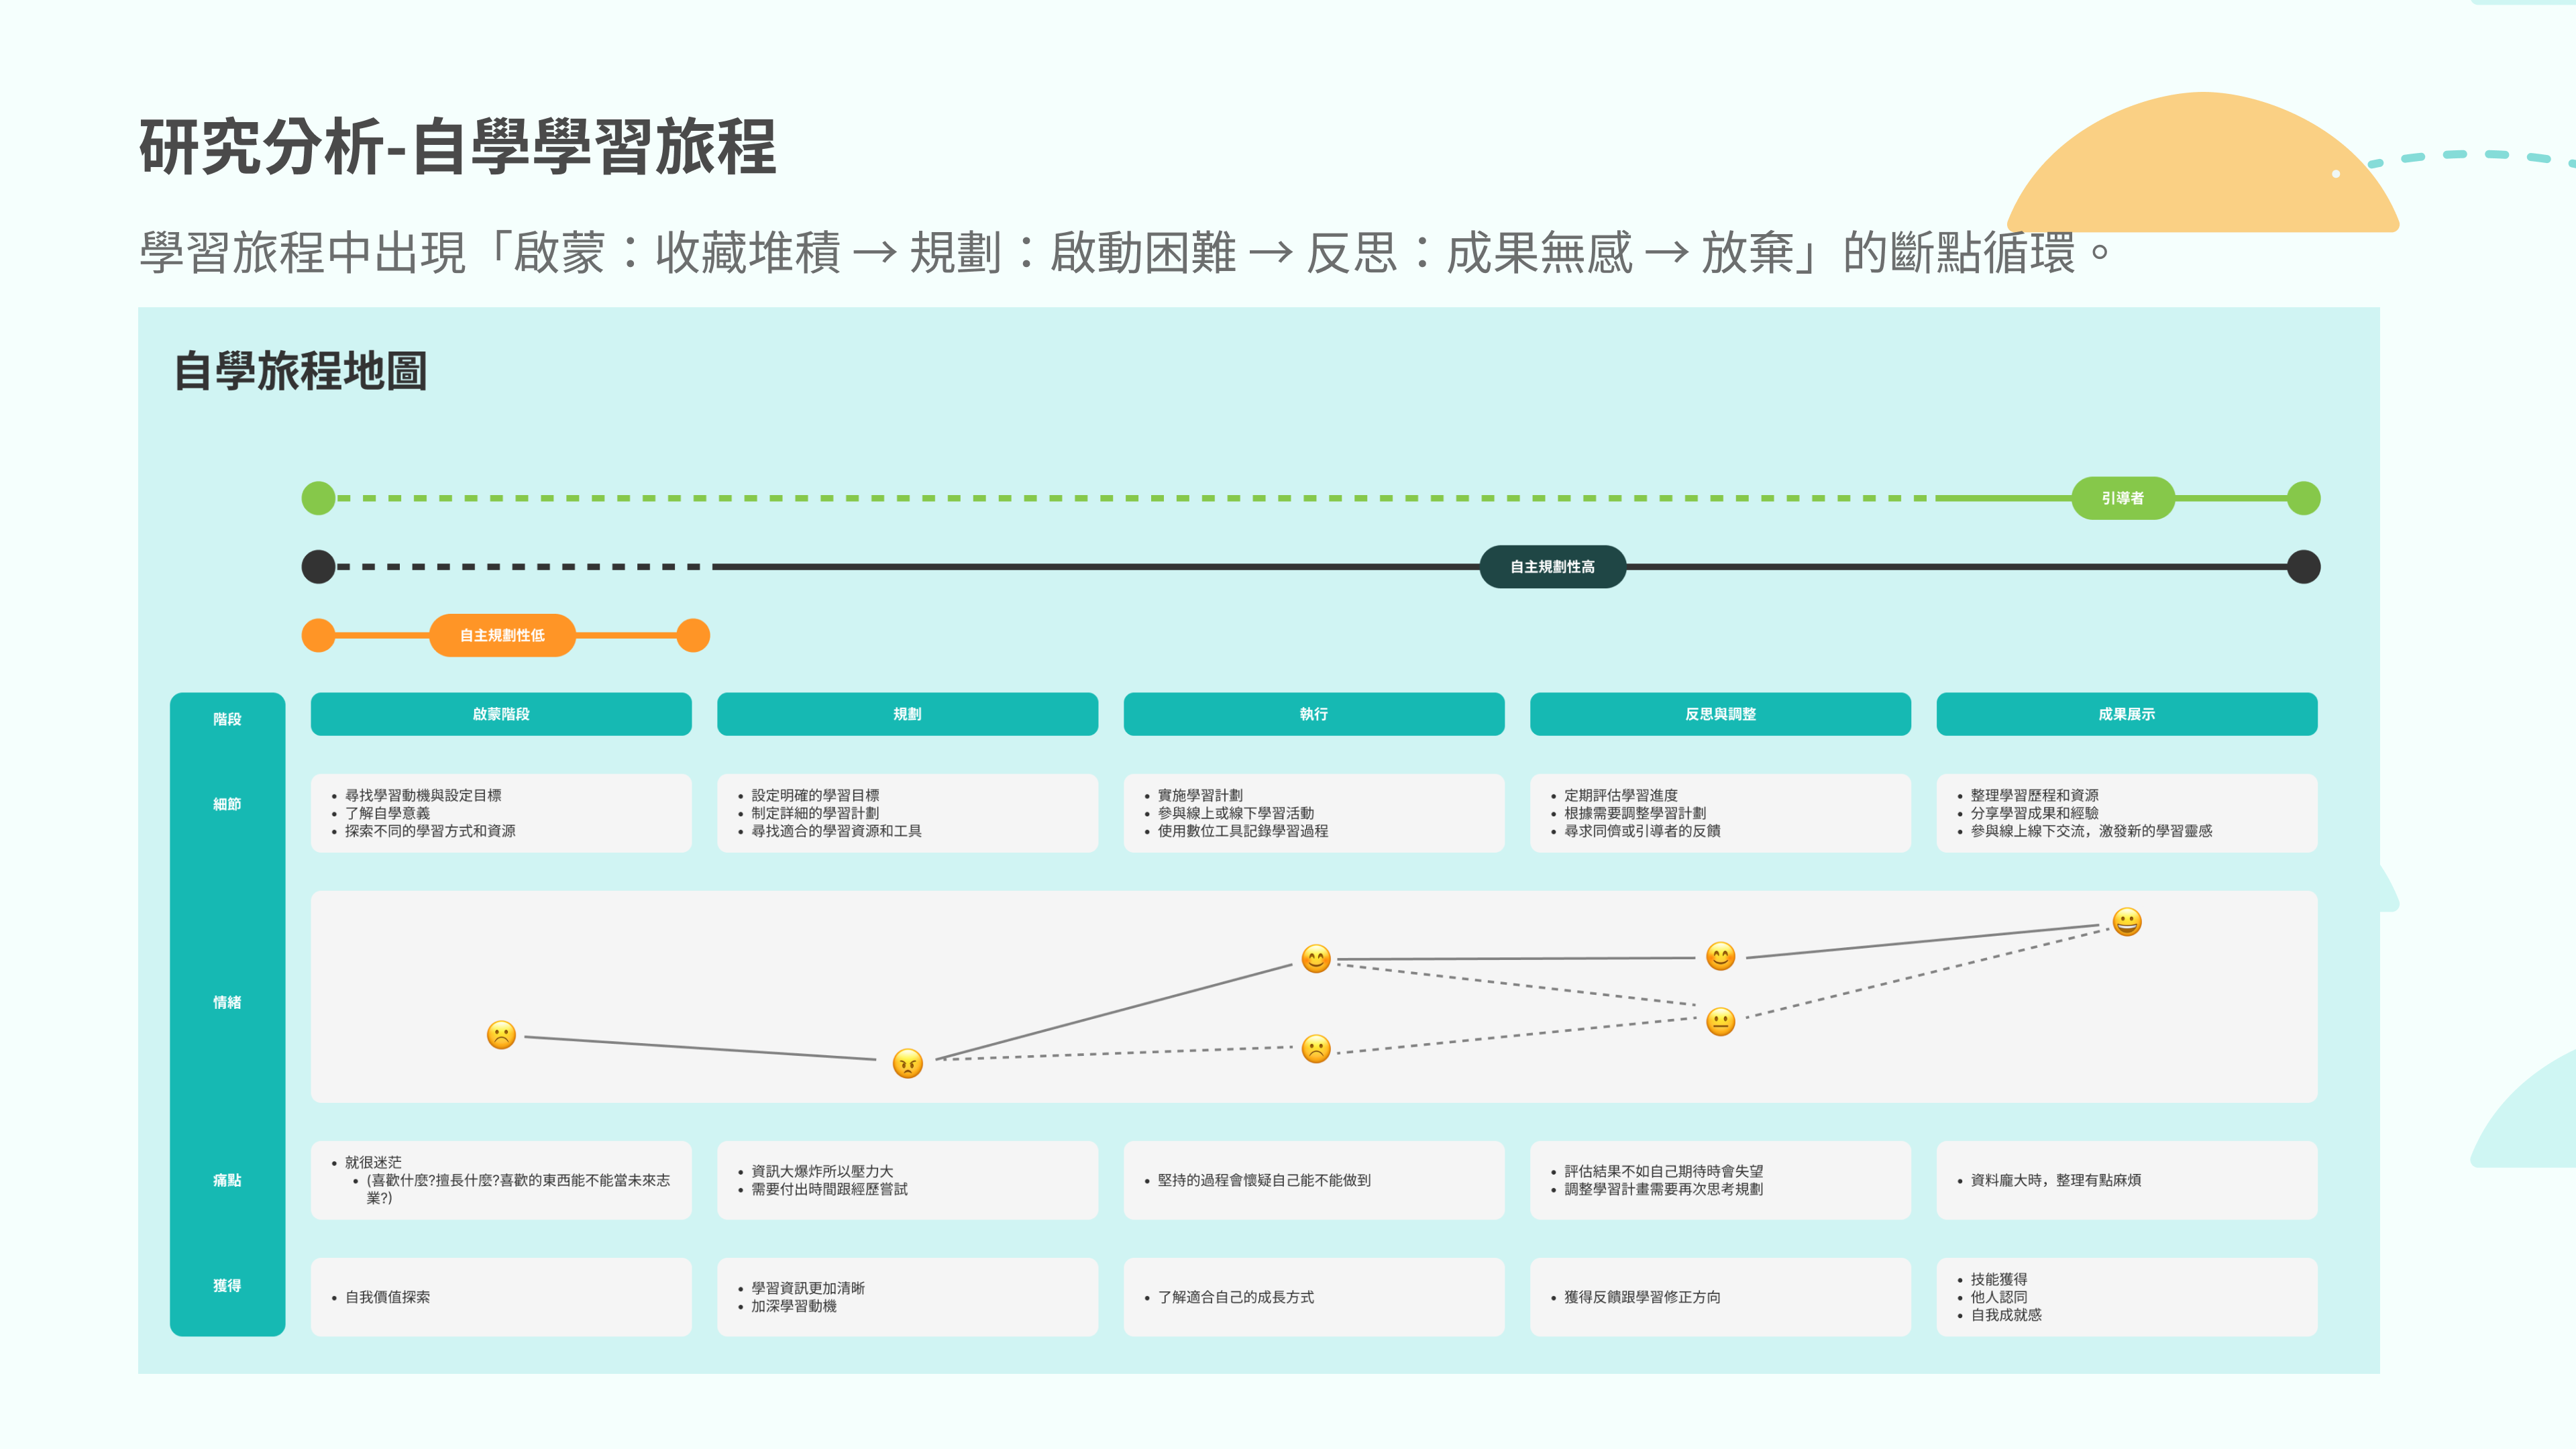 研究分析-自學學習旅程
學習旅程中出現「啟蒙：收藏堆積 → 規劃：啟動困難 → 反思：成果無感 → 放棄」的斷點循環。
自學旅程地圖
引導者
自主規劃性高
自主規劃性低
階段
啟蒙階段
規劃
執行
反思與調整
成果展示
細節
• 尋找學習動機與設定目標
• 了解自學意義
• 探索不同的學習方式和資源
• 設定明確的學習目標
• 制定詳細的學習計劃
• 尋找適合的學習資源和工具
• 實施學習計劃
• 參與線上或線下學習活動
• 使用數位工具記錄學習過程
• 定期評估學習進度
• 根據需要調整學習計劃
• 尋求同儕或引導者的反饋
• 整理學習歷程和資源
• 分享學習成果和經驗
• 參與線上線下交流，激發新的學習靈感
情緒
痛點
• 就很迷茫
• (喜歡什麼?擅長什麼?喜歡的東西能不能當未來志
業?)
• 資訊大爆炸所以壓力大
• 需要付出時間跟經歷嘗試
• 堅持的過程會懷疑自己能不能做到
• 評估結果不如自己期待時會失望
• 調整學習計畫需要再次思考規劃
• 資料龐大時，整理有點麻煩
獲得
• 自我價值探索
• 學習資訊更加清晰
• 加深學習動機
• 了解適合自己的成長方式
• 獲得反饋跟學習修正方向
• 技能獲得
• 他人認同
• 自我成就感